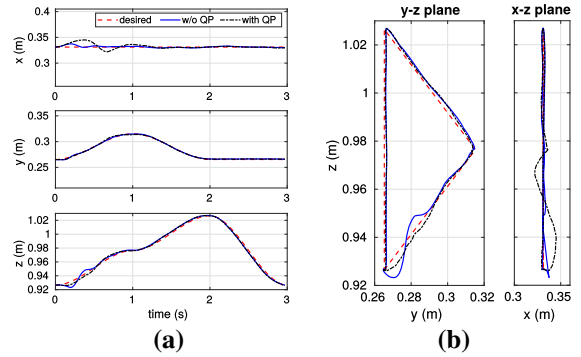 desired w/o QP with QP
x (m)
0.4
0.35
0.3
0 1 2 3
y (m)
0.35
0.3
0.25
0 1 2 3
z (m)
1.02
1
0.98
0.96
0.94
0.92
0 1 2 3
time (s)
(a)
y-z plane
z (m)
1.02
1
0.98
0.96
0.94
0.92
0.26 0.28 0.3 0.32
y (m)
x-z plane
0.3 0.35
x (m)
(b)